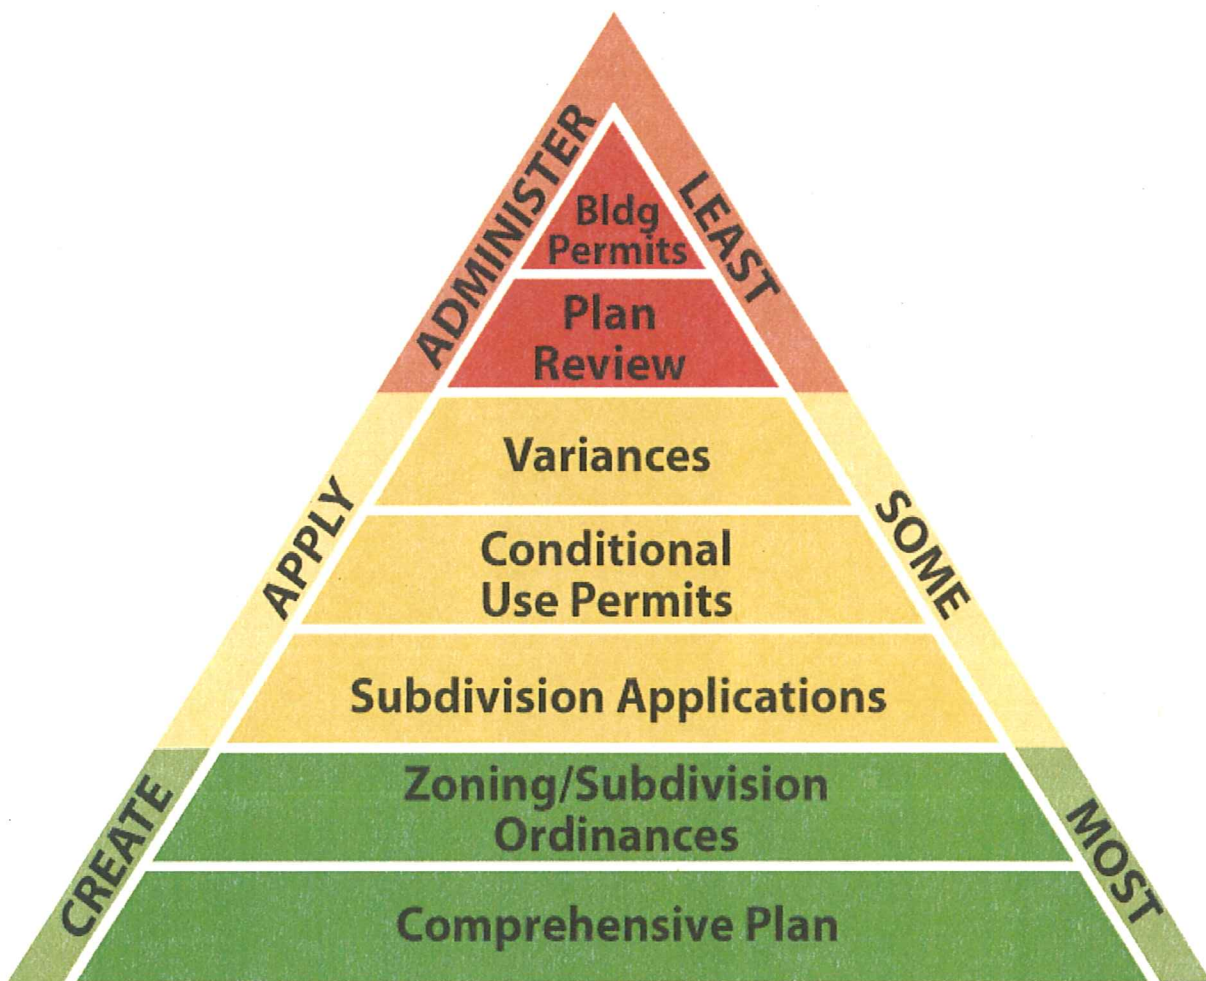 ADMINISTER
LEAST
Bldg
Permits
Plan
Review
APPLY
SOME
Variances
Conditional
Use Permits
Subdivision Applications
CREATE
MOST
Zoning/Subdivision
Ordinances
Comprehensive Plan